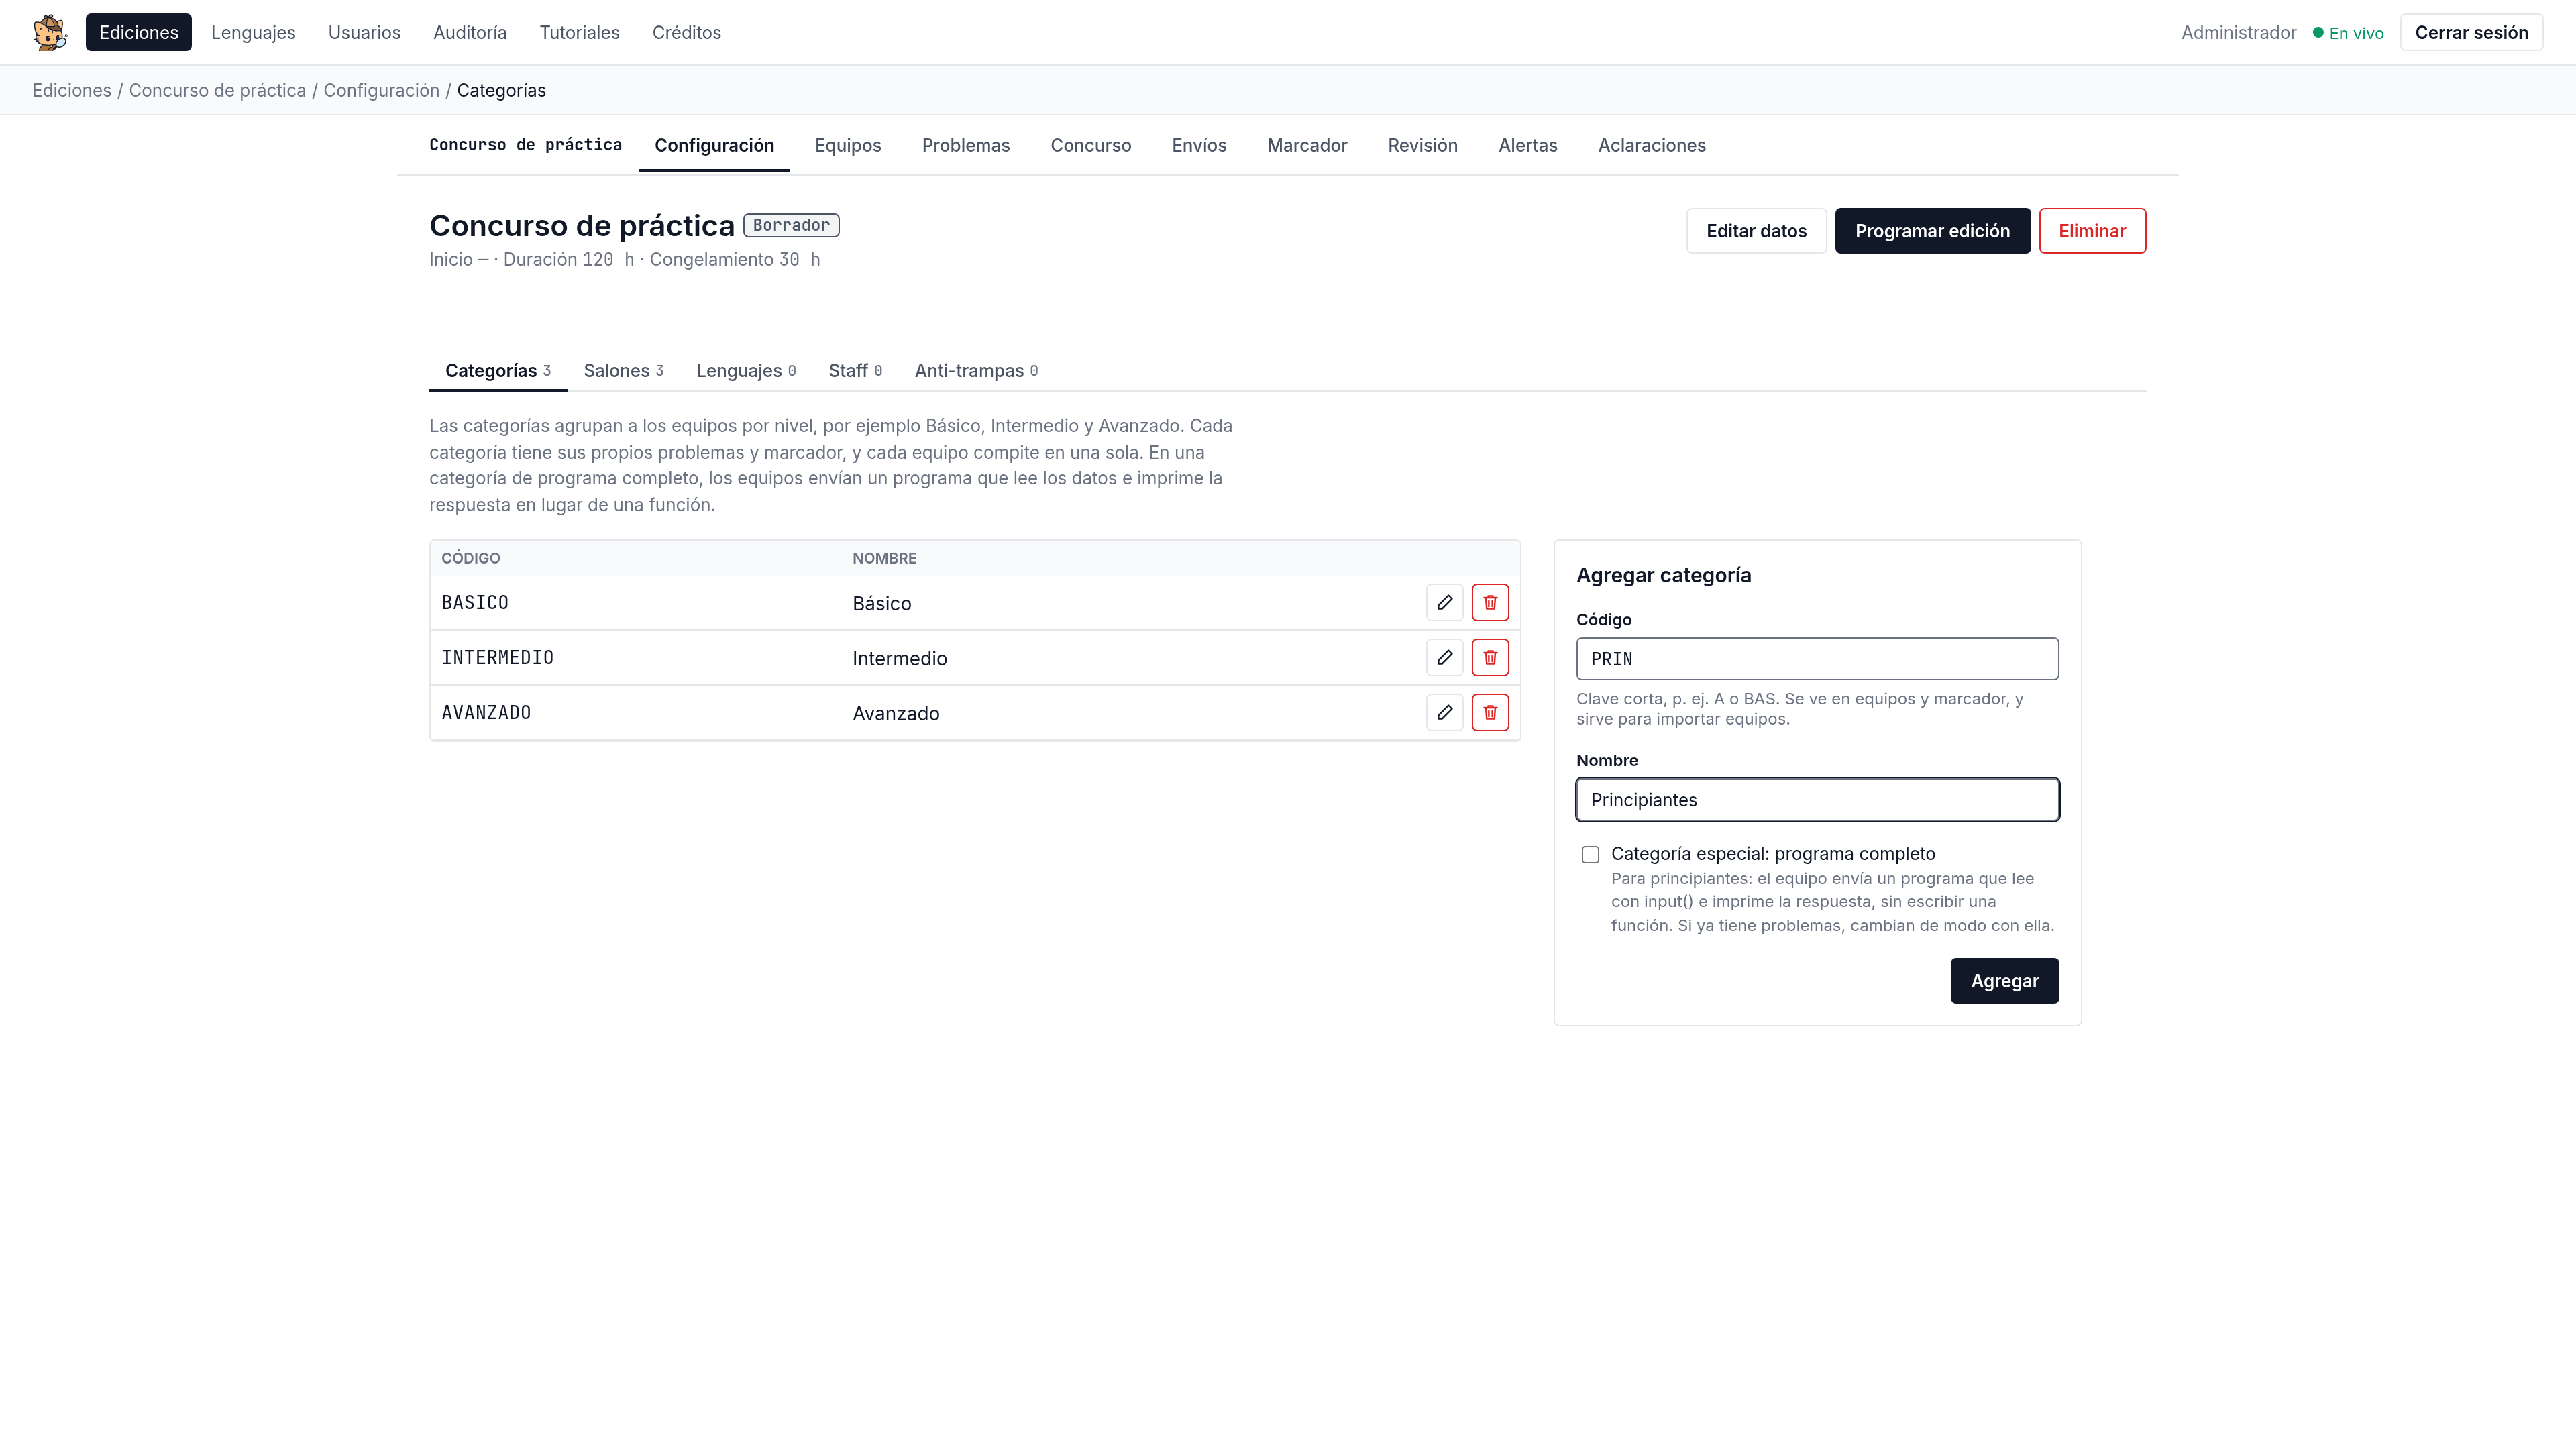 Ediciones Lenguajes Usuarios Auditoría Tutoriales Créditos Administrador En vivo Cerrar sesión
Ediciones / Concurso de práctica / Configuración / Categorías
Concurso de práctica Configuración Equipos Problemas Concurso Envíos Marcador Revisión Alertas Aclaraciones
Concurso de práctica Borrador
Editar datos Programar edición Eliminar
Inicio — · Duración 120 h · Congelamiento 30 h
Categorías 3 Salones 3 Lenguajes 0 Staff 0 Anti-trampas 0
Las categorías agrupan a los equipos por nivel, por ejemplo Básico, Intermedio y Avanzado. Cada
categoría tiene sus propios problemas y marcador, y cada equipo compite en una sola. En una
categoría de programa completo, los equipos envían un programa que lee los datos e imprime la
respuesta en lugar de una función.
CÓDIGO NOMBRE
BASICO Básico
INTERMEDIO Intermedio
AVANZADO Avanzado
Agregar categoría
Código
PRIN
Clave corta, p. ej. A o BAS. Se ve en equipos y marcador, y
sirve para importar equipos.
Nombre
Principiantes
Categoría especial: programa completo
Para principiantes: el equipo envía un programa que lee
con input() e imprime la respuesta, sin escribir una
función. Si ya tiene problemas, cambian de modo con ella.
Agregar